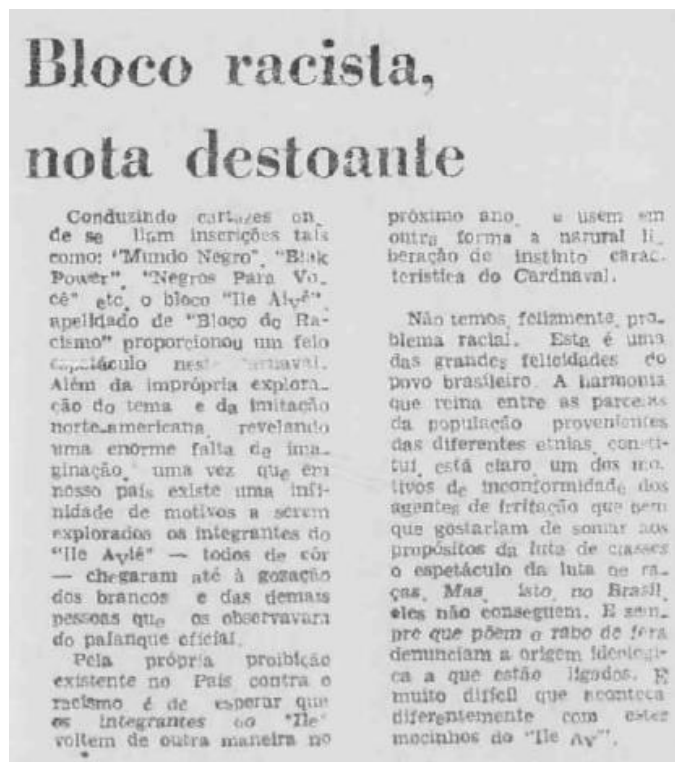 Bloco racista,
nota destoante
Conduzindo cartazes on-
de se liam inscrições tais
como: "Mundo Negro", "Blak
Power", "Negros Para Vo-
cê" etc, o bloco "Ile Aiyê",
apelidado de "Bloco do Ra-
cismo" proporcionou um feio
espetáculo neste carnaval.
Além da imprópria explora-
ção do tema e da imitação
norte-americana, revelando
uma enorme falta de ima-
ginação, uma vez que em
nosso país existe uma infi-
nidade de motivos a serem
explorados os integrantes do
"Ile Aylê" — todos de côr
— chegaram até à gozação
dos brancos e das demais
pessoas que os observavam
do palanque oficial.
Pela própria proibição
existente no País contra o
racismo é de esperar que
os integrantes do "Ile"
voltem de outra maneira no
próximo ano, e usem em
outra forma a natural li-
beração de instinto carac-
terística do Cardnaval.
Não temos, felizmente, pro-
blema racial. Esta é uma
das grandes felicidades do
povo brasileiro. A harmonia
que reina entre as parcelas
da população provenientes
das diferentes etnias, consti-
tui, está claro, um dos mo-
tivos de inconformidade dos
agentes de irritação que bem
que gostariam de somar aos
propósitos da luta de classes
o espetáculo da luta de ra-
ças. Mas, isto, no Brasil,
eles não conseguem. E sem-
pre que põem o rabo de fora
denunciam a origem ideologi-
ca a que estão ligados. E
muito difícil que aconteça
diferentemente com estes
mocinhos do "Ile